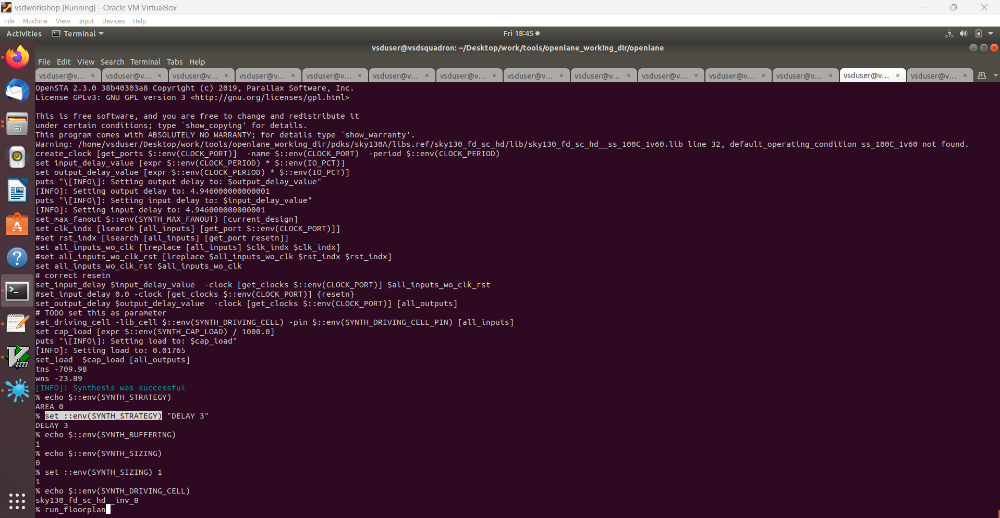 vsdworkshop [Running] - Oracle VM VirtualBox
File Machine View Input Devices Help
Activities Terminal Fri 18:45
vsduser@vsdsquadron: ~/Desktop/work/tools/openlane_working_dir/openlane
File Edit View Search Terminal Tabs Help
vsduser@v... × vsduser@v... × vsduser@v... × vsduser@v... × vsduser@v... × vsduser@v... × vsduser@v... × vsduser@v... × vsduser@v... × vsduser@v... × vsduser@v... × vsduser@v... × vsduser@v... × vsduser@v... ×
OpenSTA 2.3.0 38b40303a8 Copyright (c) 2019, Parallax Software, Inc.
License GPLv3: GNU GPL version 3 <http://gnu.org/licenses/gpl.html>
This is free software, and you are free to change and redistribute it
under certain conditions; type `show_copying' for details.
This program comes with ABSOLUTELY NO WARRANTY; for details type `show_warranty'.
Warning: /home/vsduser/Desktop/work/tools/openlane_working_dir/pdks/sky130A/libs.ref/sky130_fd_sc_hd/lib/sky130_fd_sc_hd__ss_100C_1v60.lib line 32, default_operating_condition ss_100C_1v60 not found.
create_clock [get_ports $::env(CLOCK_PORT)]  -name $::env(CLOCK_PORT)  -period $::env(CLOCK_PERIOD)
set input_delay_value [expr $::env(CLOCK_PERIOD) * $::env(IO_PCT)]
set output_delay_value [expr $::env(CLOCK_PERIOD) * $::env(IO_PCT)]
puts "\[INFO\]: Setting output delay to: $output_delay_value"
[INFO]: Setting output delay to: 4.946000000000001
puts "\[INFO\]: Setting input delay to: $input_delay_value"
[INFO]: Setting input delay to: 4.946000000000001
set_max_fanout $::env(SYNTH_MAX_FANOUT) [current_design]
set clk_indx [lsearch [all_inputs] [get_port $::env(CLOCK_PORT)]]
#set rst_indx [lsearch [all_inputs] [get_port resetn]]
set all_inputs_wo_clk [lreplace [all_inputs] $clk_indx $clk_indx]
#set all_inputs_wo_clk_rst [lreplace $all_inputs_wo_clk $rst_indx $rst_indx]
set all_inputs_wo_clk_rst $all_inputs_wo_clk
# correct resetn
set_input_delay $input_delay_value  -clock [get_clocks $::env(CLOCK_PORT)] $all_inputs_wo_clk_rst
#set_input_delay 0.0 -clock [get_clocks $::env(CLOCK_PORT)] {resetn}
set_output_delay $output_delay_value  -clock [get_clocks $::env(CLOCK_PORT)] [all_outputs]
# TODO set this as parameter
set_driving_cell -lib_cell $::env(SYNTH_DRIVING_CELL) -pin $::env(SYNTH_DRIVING_CELL_PIN) [all_inputs]
set cap_load [expr $::env(SYNTH_CAP_LOAD) / 1000.0]
puts "\[INFO\]: Setting load to: $cap_load"
[INFO]: Setting load to: 0.01765
set_load  $cap_load [all_outputs]
tns -709.98
wns -23.89
[INFO]: Synthesis was successful
% echo $::env(SYNTH_STRATEGY)
AREA 0
% set ::env(SYNTH_STRATEGY) "DELAY 3"
DELAY 3
% echo $::env(SYNTH_BUFFERING)
1
% echo $::env(SYNTH_SIZING)
0
% set ::env(SYNTH_SIZING) 1
1
% echo $::env(SYNTH_DRIVING_CELL)
sky130_fd_sc_hd__inv_8
% run_floorplan